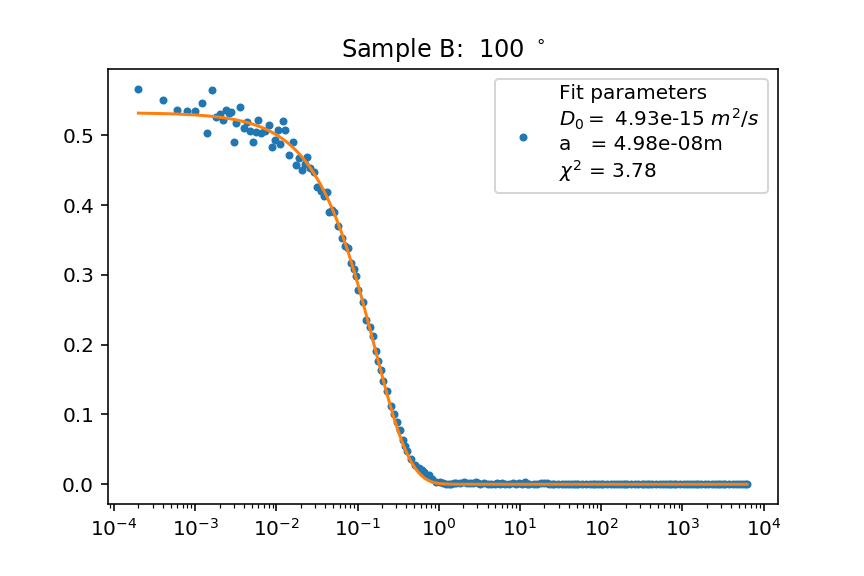 Sample B:  100 °
Fit parameters
D₀ = 4.93e-15 m²/s
a   = 4.98e-08m
χ² = 3.78
0.5
0.4
0.3
0.2
0.1
0.0
10⁻⁴ 10⁻³ 10⁻² 10⁻¹ 10⁰ 10¹ 10² 10³ 10⁴